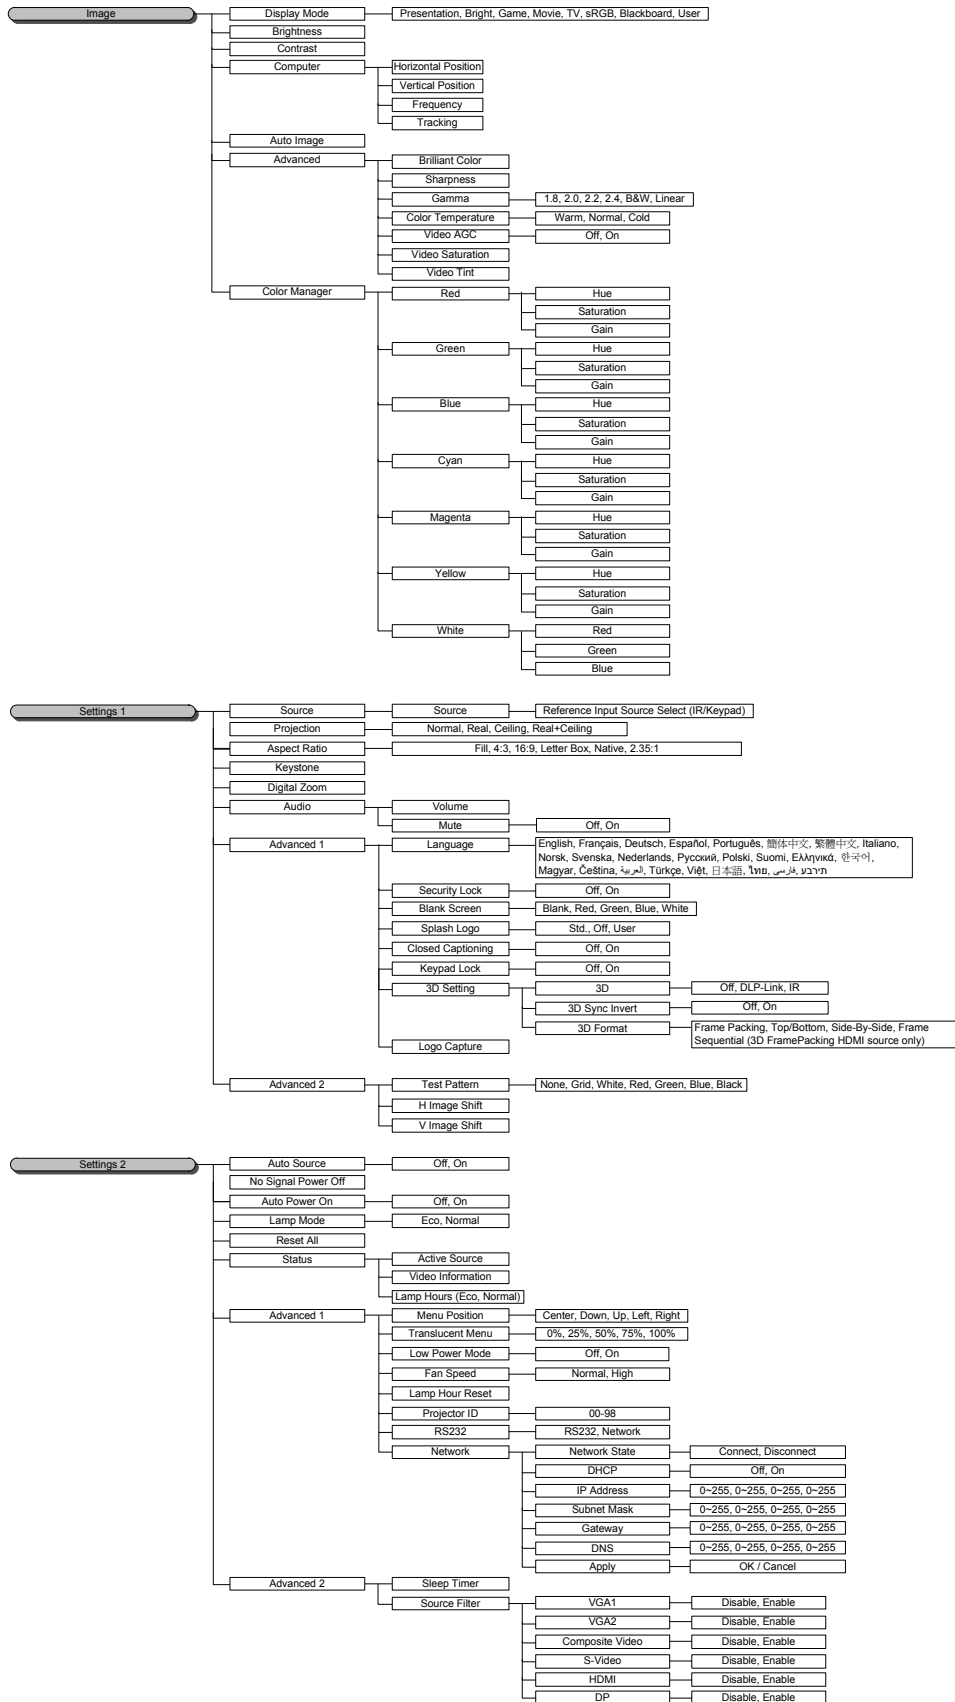 Image
Display Mode
Presentation, Bright, Game, Movie, TV, sRGB, Blackboard, User
Brightness
Contrast
Computer
Horizontal Position
Vertical Position
Frequency
Tracking
Auto Image
Advanced
Brilliant Color
Sharpness
Gamma
1.8, 2.0, 2.2, 2.4, B&W, Linear
Color Temperature
Warm, Normal, Cold
Video AGC
Off, On
Video Saturation
Video Tint
Color Manager
Red
Hue
Saturation
Gain
Green
Hue
Saturation
Gain
Blue
Hue
Saturation
Gain
Cyan
Hue
Saturation
Gain
Magenta
Hue
Saturation
Gain
Yellow
Hue
Saturation
Gain
White
Red
Green
Blue
Settings 1
Source
Source
Reference Input Source Select (IR/Keypad)
Projection
Normal, Real, Ceiling, Real+Ceiling
Aspect Ratio
Fill, 4:3, 16:9, Letter Box, Native, 2.35:1
Keystone
Digital Zoom
Audio
Volume
Mute
Off, On
Advanced 1
Language
English, Français, Deutsch, Español, Português, 簡体中文, 繁體中文, Italiano,
Norsk, Svenska, Nederlands, Русский, Polski, Suomi, Ελληνικά, 한국어,
Magyar, Čeština, العربية, Türkçe, Việt, 日本語, ไทย, فارسی, תירבע
Security Lock
Off, On
Blank Screen
Blank, Red, Green, Blue, White
Splash Logo
Std., Off, User
Closed Captioning
Off, On
Keypad Lock
Off, On
3D Setting
3D
Off, DLP-Link, IR
3D Sync Invert
Off, On
3D Format
Frame Packing, Top/Bottom, Side-By-Side, Frame
Sequential (3D FramePacking HDMI source only)
Logo Capture
Advanced 2
Test Pattern
None, Grid, White, Red, Green, Blue, Black
H Image Shift
V Image Shift
Settings 2
Auto Source
Off, On
No Signal Power Off
Auto Power On
Off, On
Lamp Mode
Eco, Normal
Reset All
Status
Active Source
Video Information
Lamp Hours (Eco, Normal)
Advanced 1
Menu Position
Center, Down, Up, Left, Right
Translucent Menu
0%, 25%, 50%, 75%, 100%
Low Power Mode
Off, On
Fan Speed
Normal, High
Lamp Hour Reset
Projector ID
00-98
RS232
RS232, Network
Network
Network State
Connect, Disconnect
DHCP
Off, On
IP Address
0~255, 0~255, 0~255, 0~255
Subnet Mask
0~255, 0~255, 0~255, 0~255
Gateway
0~255, 0~255, 0~255, 0~255
DNS
0~255, 0~255, 0~255, 0~255
Apply
OK / Cancel
Advanced 2
Sleep Timer
Source Filter
VGA1
Disable, Enable
VGA2
Disable, Enable
Composite Video
Disable, Enable
S-Video
Disable, Enable
HDMI
Disable, Enable
DP
Disable, Enable